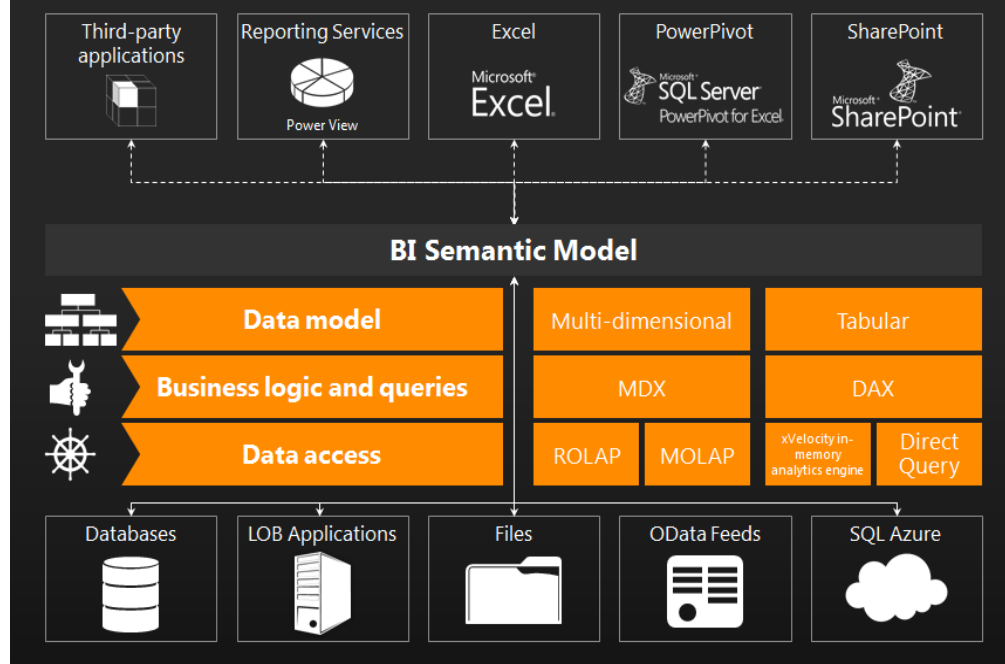 Third-party
applications
Reporting Services
Power View
Excel
Microsoft®
Excel
PowerPivot
Microsoft®
SQL Server®
PowerPivot for Excel
SharePoint
Microsoft®
SharePoint®
BI Semantic Model
Data model
Multi-dimensional
Tabular
Business logic and queries
MDX
DAX
Data access
ROLAP
MOLAP
xVelocity in-
memory
analytics engine
Direct
Query
Databases
LOB Applications
Files
OData Feeds
SQL Azure